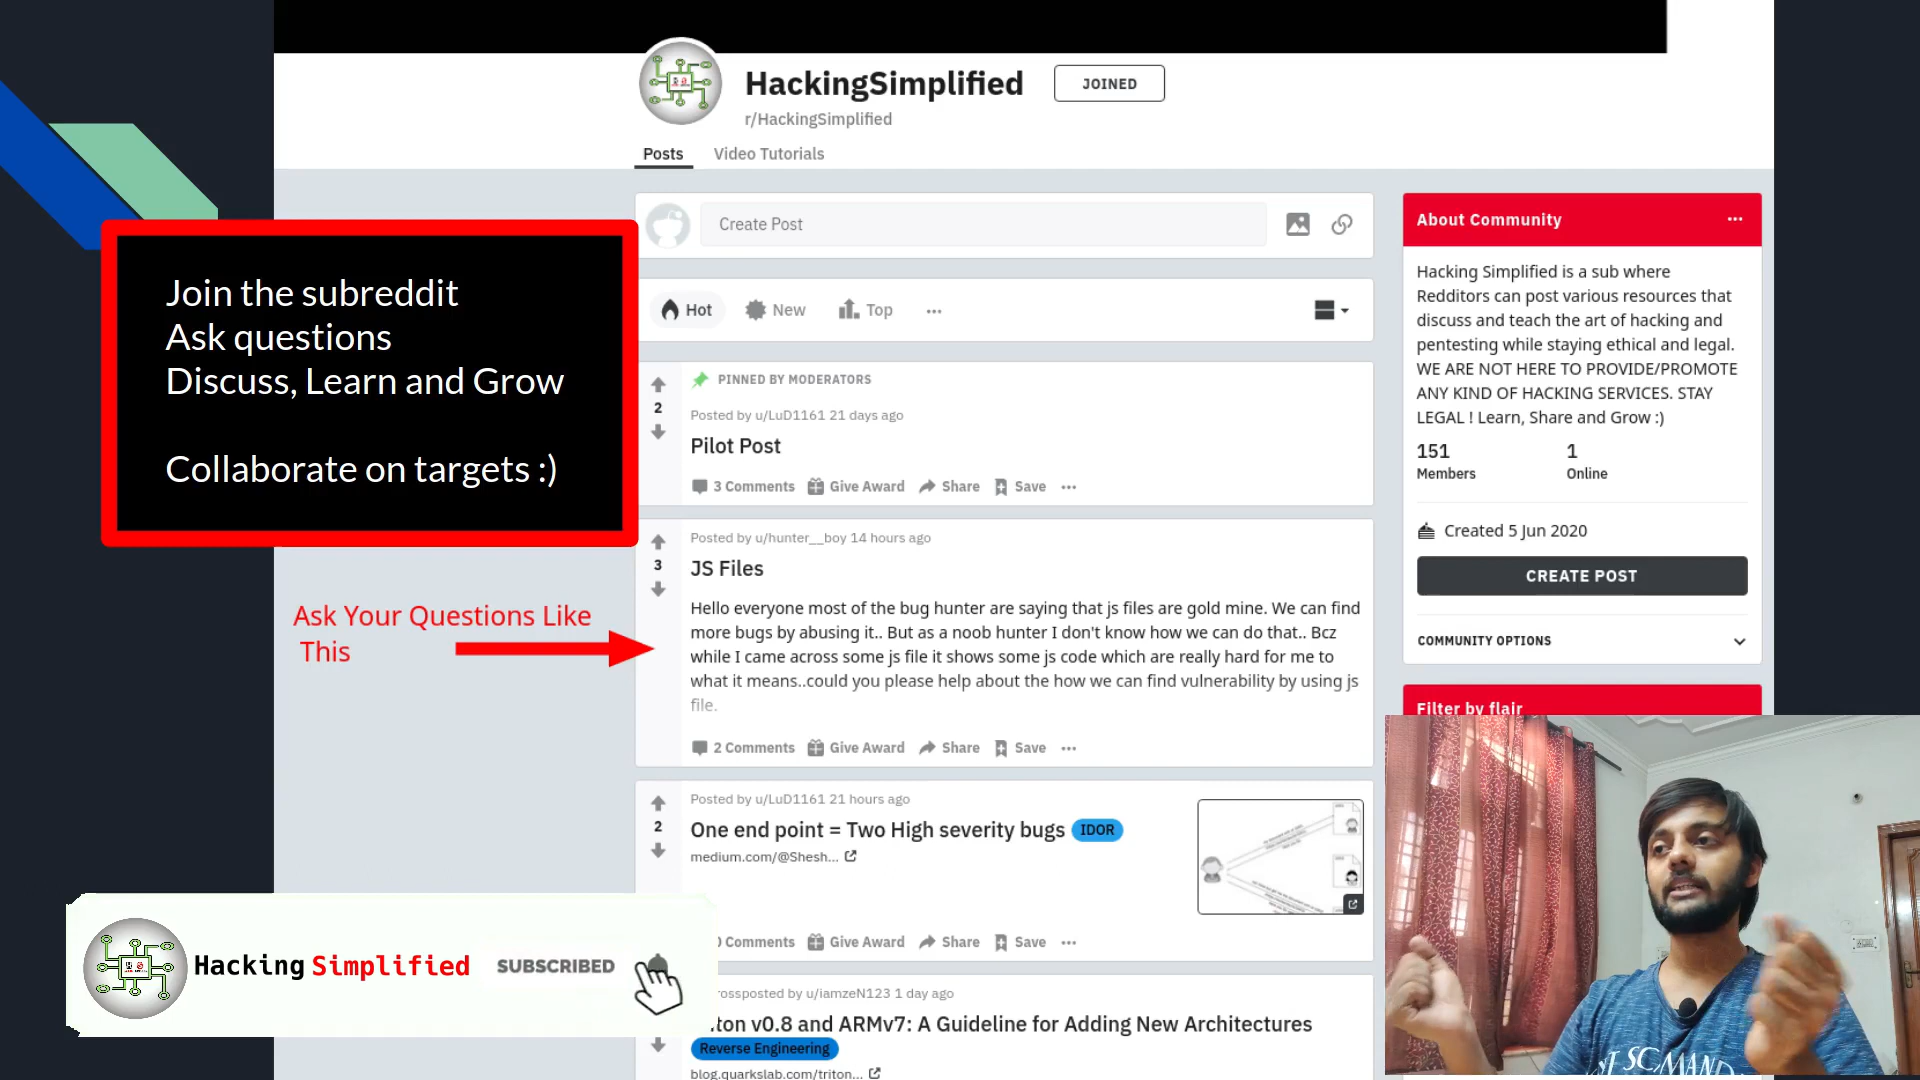 HackingSimplified
JOINED
r/HackingSimplified
Posts
Video Tutorials
Join the subreddit
Ask questions
Discuss, Learn and Grow
Collaborate on targets :)
Create Post
Hot
New
Top
PINNED BY MODERATORS
2
Posted by u/LuD1161 21 days ago
Pilot Post
3 Comments
Give Award
Share
Save
Posted by u/hunter__boy 14 hours ago
3
JS Files
Hello everyone most of the bug hunter are saying that js files are gold mine. We can find
more bugs by abusing it.. But as a noob hunter I don't know how we can do that.. Bcz
while I came across some js file it shows some js code which are really hard for me to
what it means..could you please help about the how we can find vulnerability by using js
file.
2 Comments
Give Award
Share
Save
Ask Your Questions Like
This
Posted by u/LuD1161 21 hours ago
2
One end point = Two High severity bugs
IDOR
medium.com/@Shesh...
0 Comments
Give Award
Share
Save
rossposted by u/iamzeN123 1 day ago
iton v0.8 and ARMv7: A Guideline for Adding New Architectures
Reverse Engineering
blog.quarkslab.com/triton...
About Community
Hacking Simplified is a sub where
Redditors can post various resources that
discuss and teach the art of hacking and
pentesting while staying ethical and legal.
WE ARE NOT HERE TO PROVIDE/PROMOTE
ANY KIND OF HACKING SERVICES. STAY
LEGAL ! Learn, Share and Grow :)
151
Members
1
Online
Created 5 Jun 2020
CREATE POST
COMMUNITY OPTIONS
Filter by flair
Hacking Simplified
SUBSCRIBED